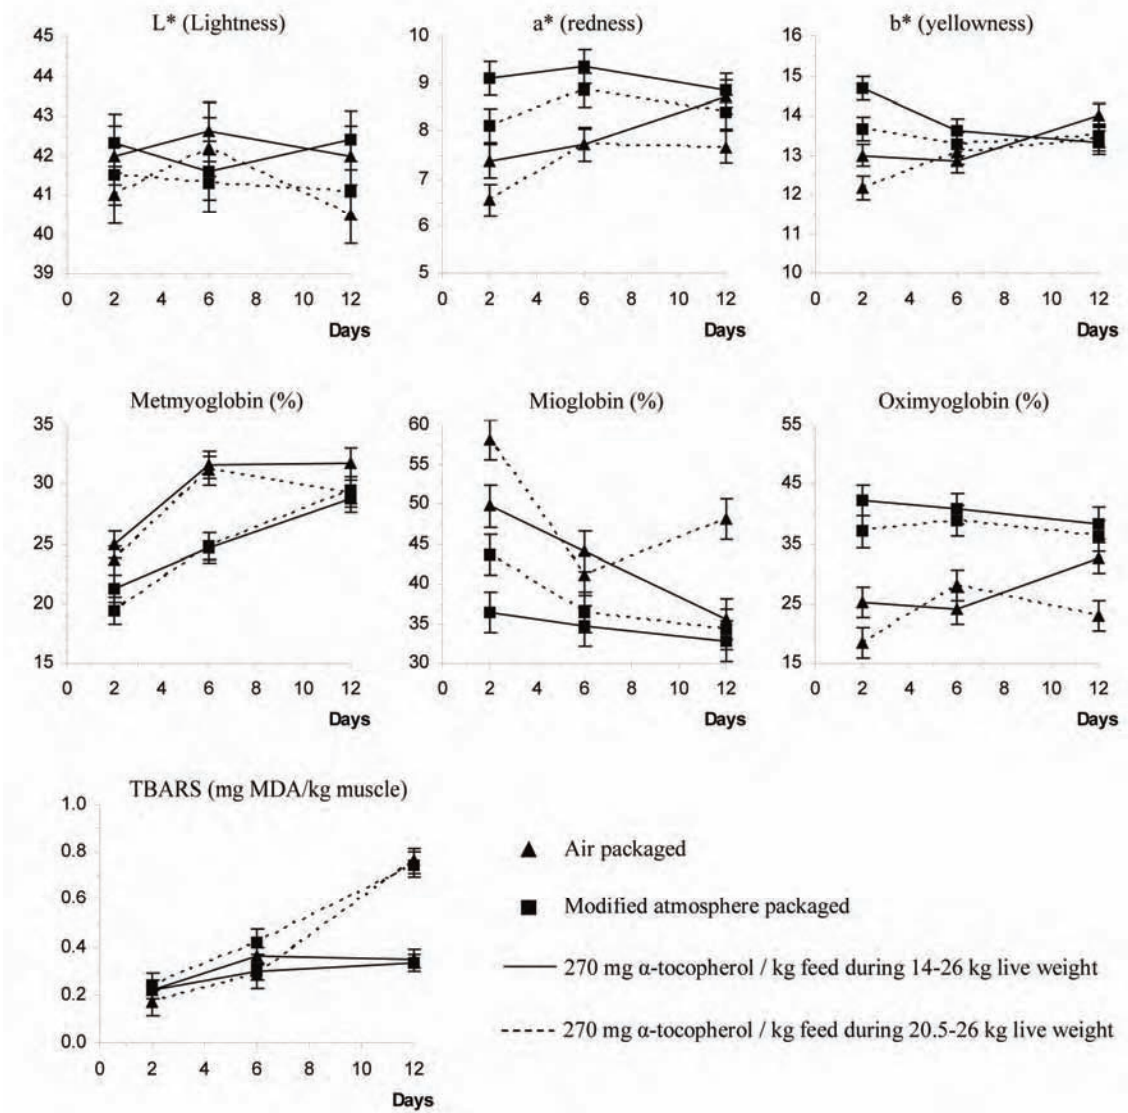 L* (Lightness)
45
44
43
42
41
40
39
0 2 4 6 8 10 12
Days
a* (redness)
10
9
8
7
6
5
0 2 4 6 8 10 12
Days
b* (yellowness)
16
15
14
13
12
11
10
0 2 4 6 8 10 12
Days
Metmyoglobin (%)
35
30
25
20
15
0 2 4 6 8 10 12
Days
Mioglobin (%)
60
55
50
45
40
35
30
0 2 4 6 8 10 12
Days
Oximyoglobin (%)
55
45
35
25
15
0 2 4 6 8 10 12
Days
TBARS (mg MDA/kg muscle)
1.0
0.8
0.6
0.4
0.2
0.0
0 2 4 6 8 10 12
Days
Air packaged
Modified atmosphere packaged
270 mg α-tocopherol / kg feed during 14-26 kg live weight
270 mg α-tocopherol / kg feed during 20.5-26 kg live weight